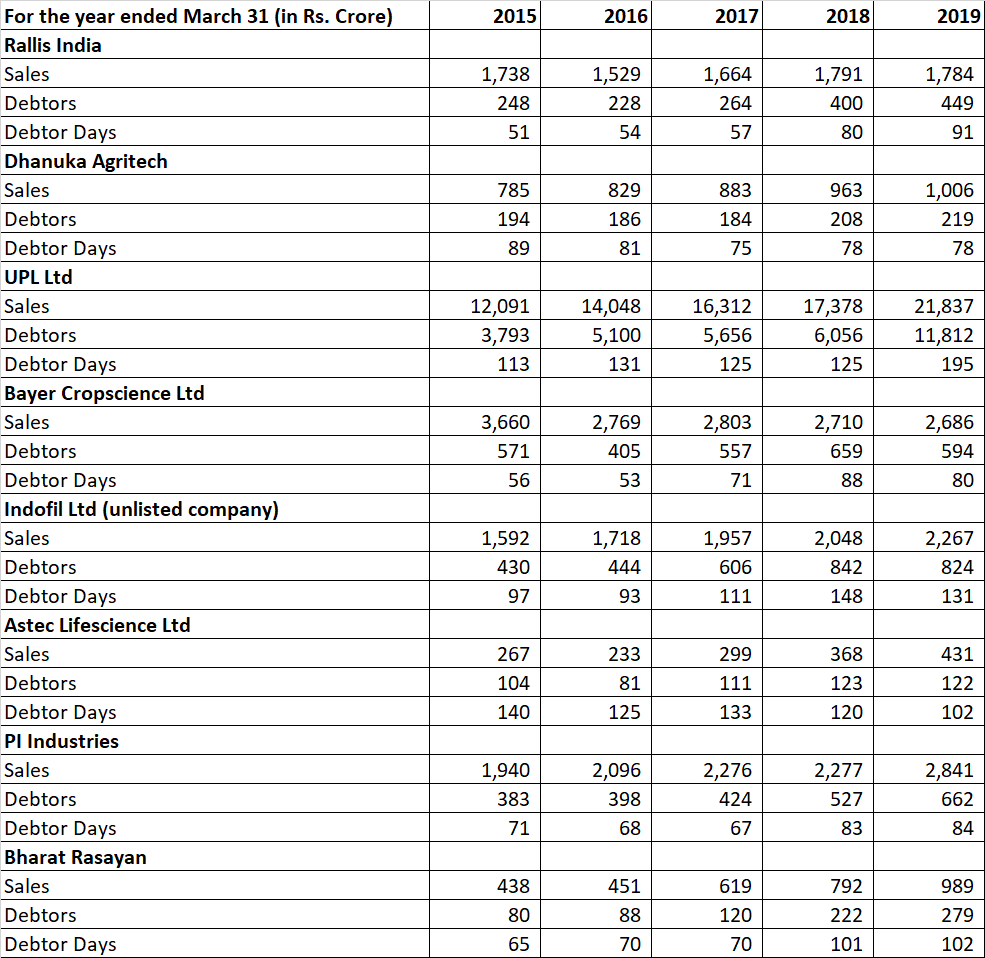 For the year ended March 31 (in Rs. Crore) 2015 2016 2017 2018 2019
Rallis India
Sales 1,738 1,529 1,664 1,791 1,784
Debtors 248 228 264 400 449
Debtor Days 51 54 57 80 91
Dhanuka Agritech
Sales 785 829 883 963 1,006
Debtors 194 186 184 208 219
Debtor Days 89 81 75 78 78
UPL Ltd
Sales 12,091 14,048 16,312 17,378 21,837
Debtors 3,793 5,100 5,656 6,056 11,812
Debtor Days 113 131 125 125 195
Bayer Cropscience Ltd
Sales 3,660 2,769 2,803 2,710 2,686
Debtors 571 405 557 659 594
Debtor Days 56 53 71 88 80
Indofil Ltd (unlisted company)
Sales 1,592 1,718 1,957 2,048 2,267
Debtors 430 444 606 842 824
Debtor Days 97 93 111 148 131
Astec Lifescience Ltd
Sales 267 233 299 368 431
Debtors 104 81 111 123 122
Debtor Days 140 125 133 120 102
PI Industries
Sales 1,940 2,096 2,276 2,277 2,841
Debtors 383 398 424 527 662
Debtor Days 71 68 67 83 84
Bharat Rasayan
Sales 438 451 619 792 989
Debtors 80 88 120 222 279
Debtor Days 65 70 70 101 102